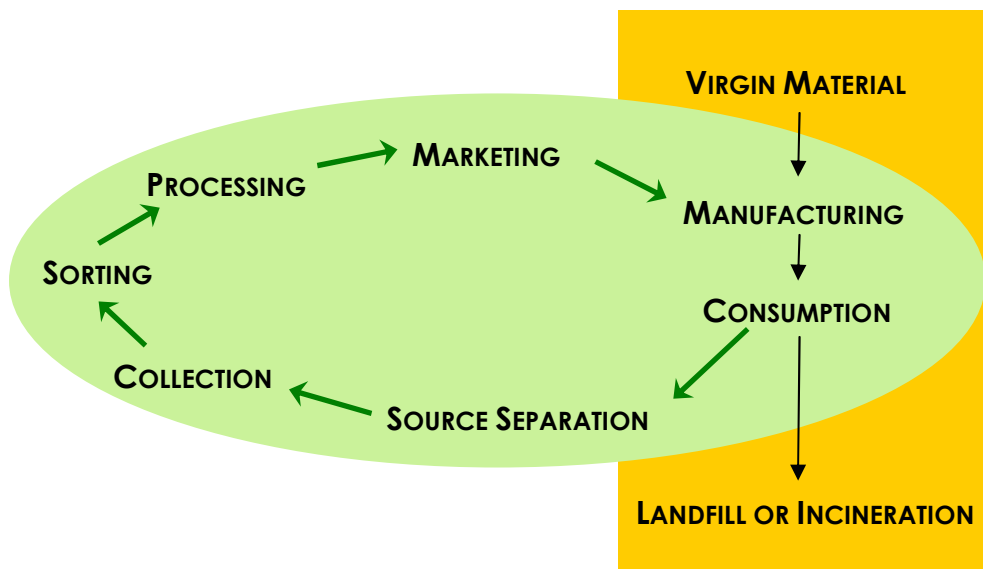 VIRGIN MATERIAL
MARKETING
PROCESSING
MANUFACTURING
SORTING
CONSUMPTION
COLLECTION
SOURCE SEPARATION
LANDFILL OR INCINERATION